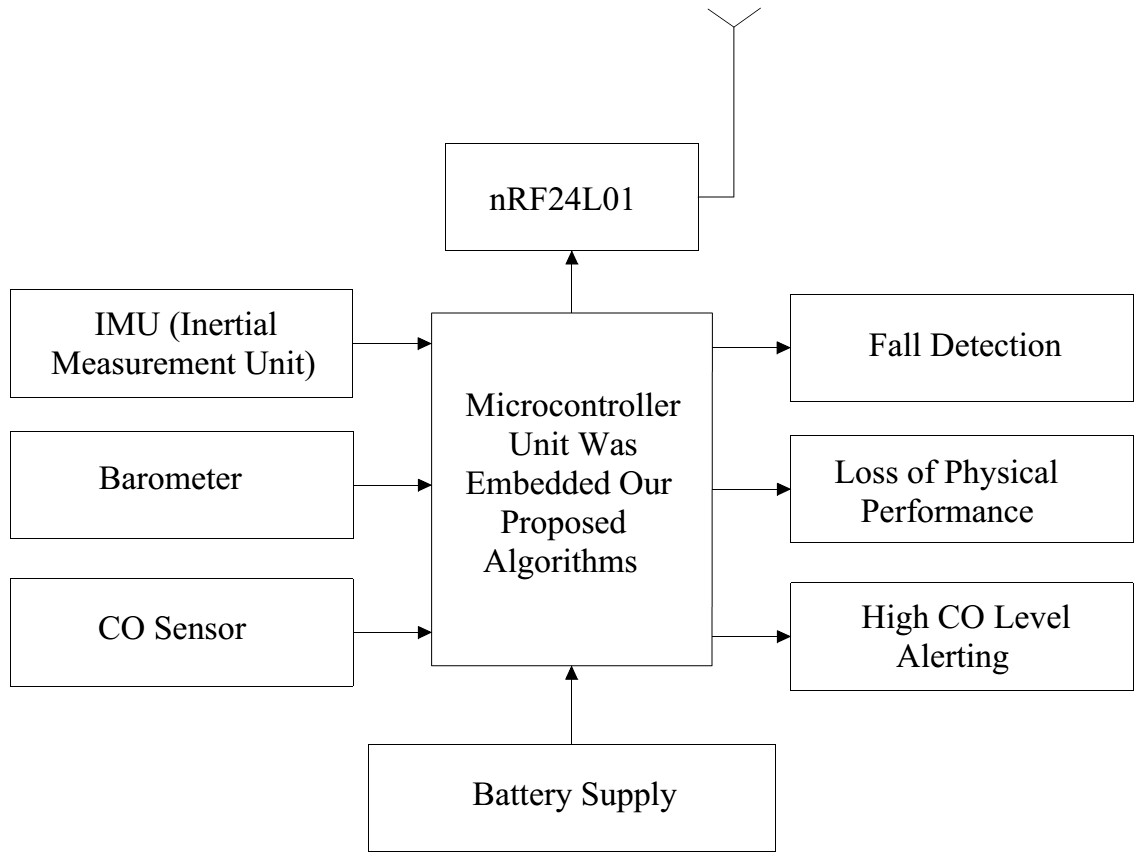 nRF24L01
IMU (Inertial
Measurement Unit)
Barometer
CO Sensor
Microcontroller
Unit Was
Embedded Our
Proposed
Algorithms
Fall Detection
Loss of Physical
Performance
High CO Level
Alerting
Battery Supply